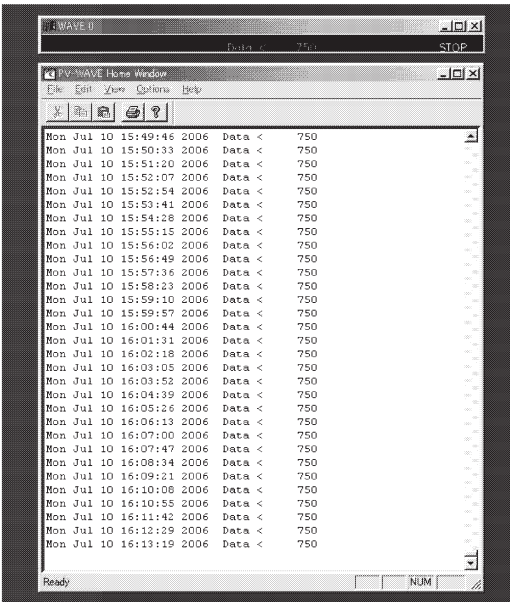 WAVE 0
Data < 750 STOP
PV-WAVE Home Window
File Edit View Options Help
Mon Jul 10 15:49:46 2006 Data < 750
Mon Jul 10 15:50:33 2006 Data < 750
Mon Jul 10 15:51:20 2006 Data < 750
Mon Jul 10 15:52:07 2006 Data < 750
Mon Jul 10 15:52:54 2006 Data < 750
Mon Jul 10 15:53:41 2006 Data < 750
Mon Jul 10 15:54:28 2006 Data < 750
Mon Jul 10 15:55:15 2006 Data < 750
Mon Jul 10 15:56:02 2006 Data < 750
Mon Jul 10 15:56:49 2006 Data < 750
Mon Jul 10 15:57:36 2006 Data < 750
Mon Jul 10 15:58:23 2006 Data < 750
Mon Jul 10 15:59:10 2006 Data < 750
Mon Jul 10 15:59:57 2006 Data < 750
Mon Jul 10 16:00:44 2006 Data < 750
Mon Jul 10 16:01:31 2006 Data < 750
Mon Jul 10 16:02:18 2006 Data < 750
Mon Jul 10 16:03:05 2006 Data < 750
Mon Jul 10 16:03:52 2006 Data < 750
Mon Jul 10 16:04:39 2006 Data < 750
Mon Jul 10 16:05:26 2006 Data < 750
Mon Jul 10 16:06:13 2006 Data < 750
Mon Jul 10 16:07:00 2006 Data < 750
Mon Jul 10 16:07:47 2006 Data < 750
Mon Jul 10 16:08:34 2006 Data < 750
Mon Jul 10 16:09:21 2006 Data < 750
Mon Jul 10 16:10:08 2006 Data < 750
Mon Jul 10 16:10:55 2006 Data < 750
Mon Jul 10 16:11:42 2006 Data < 750
Mon Jul 10 16:12:29 2006 Data < 750
Mon Jul 10 16:13:19 2006 Data < 750
Ready NUM